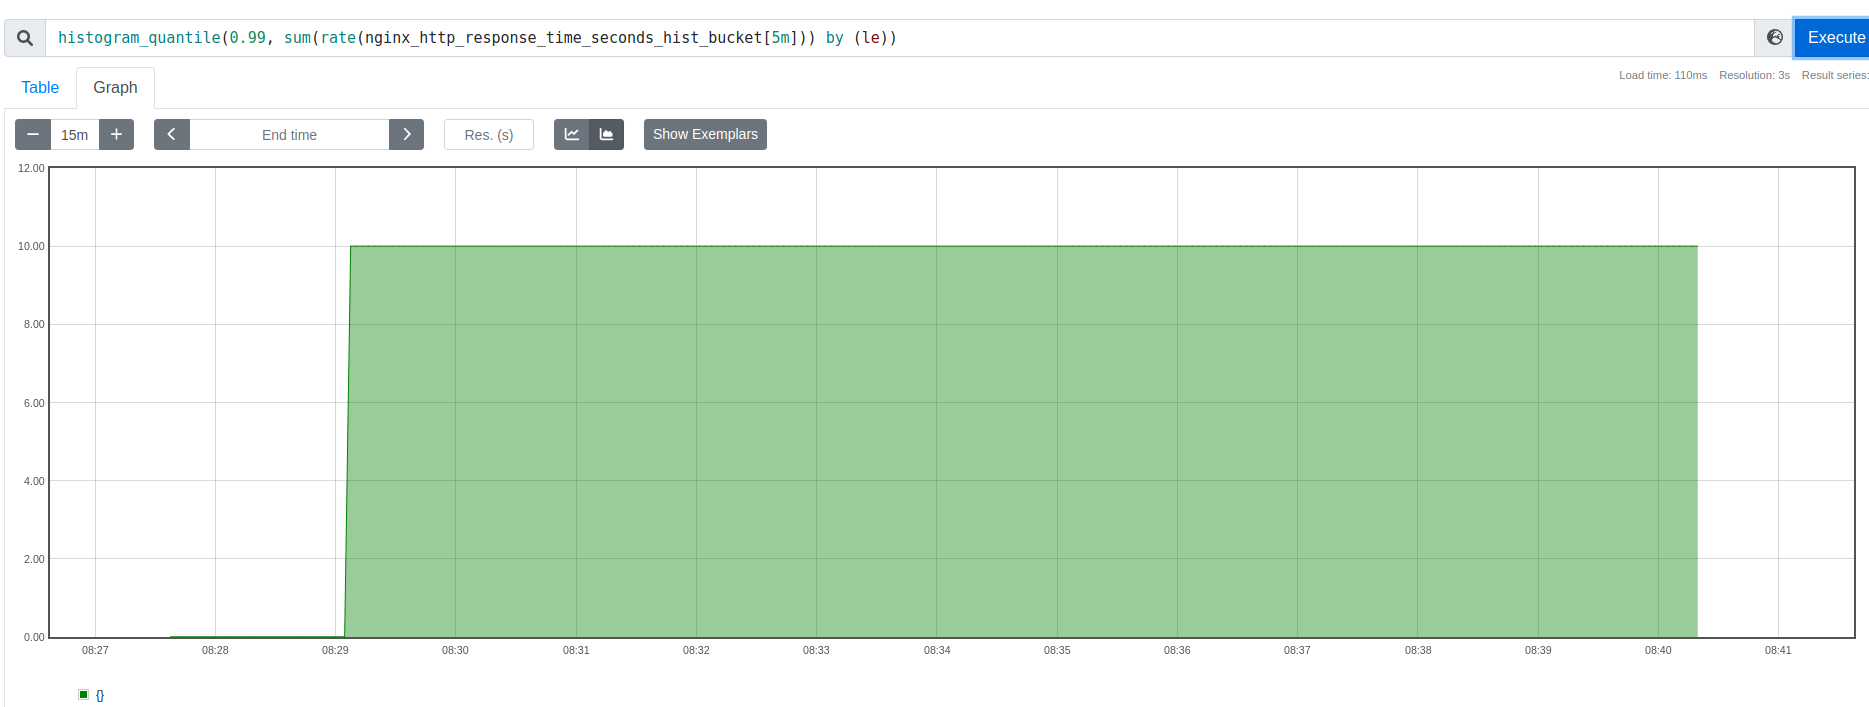 histogram_quantile(0.99, sum(rate(nginx_http_response_time_seconds_hist_bucket[5m])) by (le))
Execute
Load time: 110ms Resolution: 3s Result series:
Table
Graph
15m
End time
Res. (s)
Show Exemplars
12.00
10.00
8.00
6.00
4.00
2.00
0.00
08:27 08:28 08:29 08:30 08:31 08:32 08:33 08:34 08:35 08:36 08:37 08:38 08:39 08:40 08:41
{}